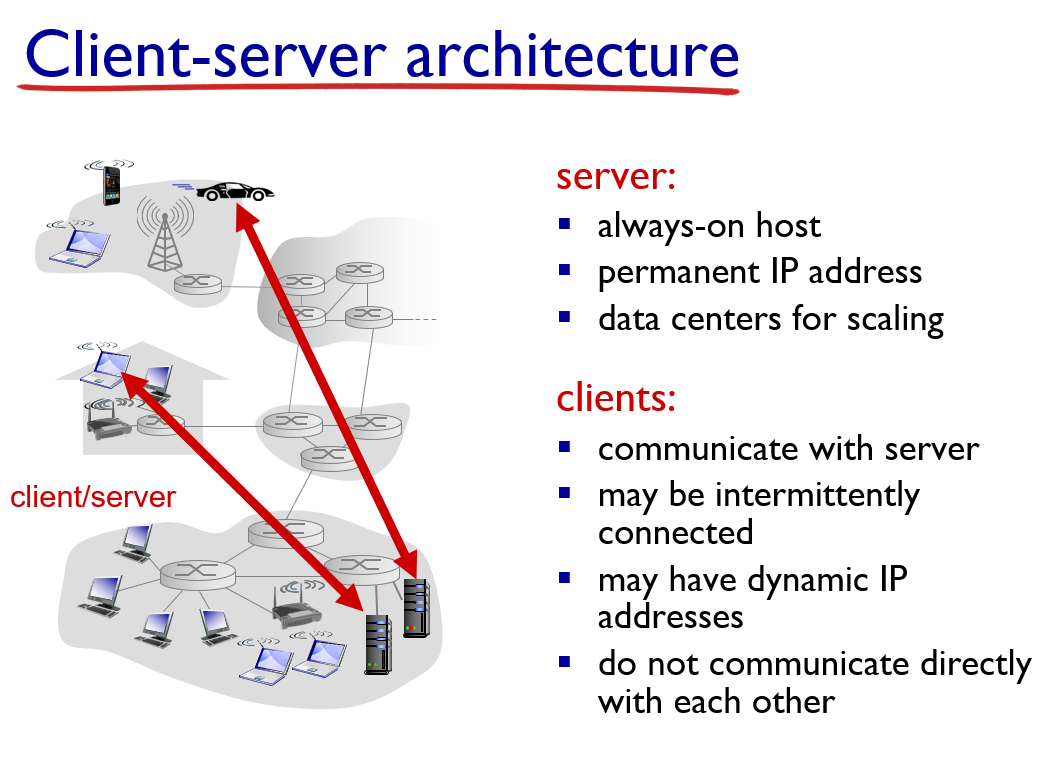 Client-server architecture
server:
▪ always-on host
▪ permanent IP address
▪ data centers for scaling
clients:
▪ communicate with server
▪ may be intermittently
connected
▪ may have dynamic IP
addresses
▪ do not communicate directly
with each other
client/server